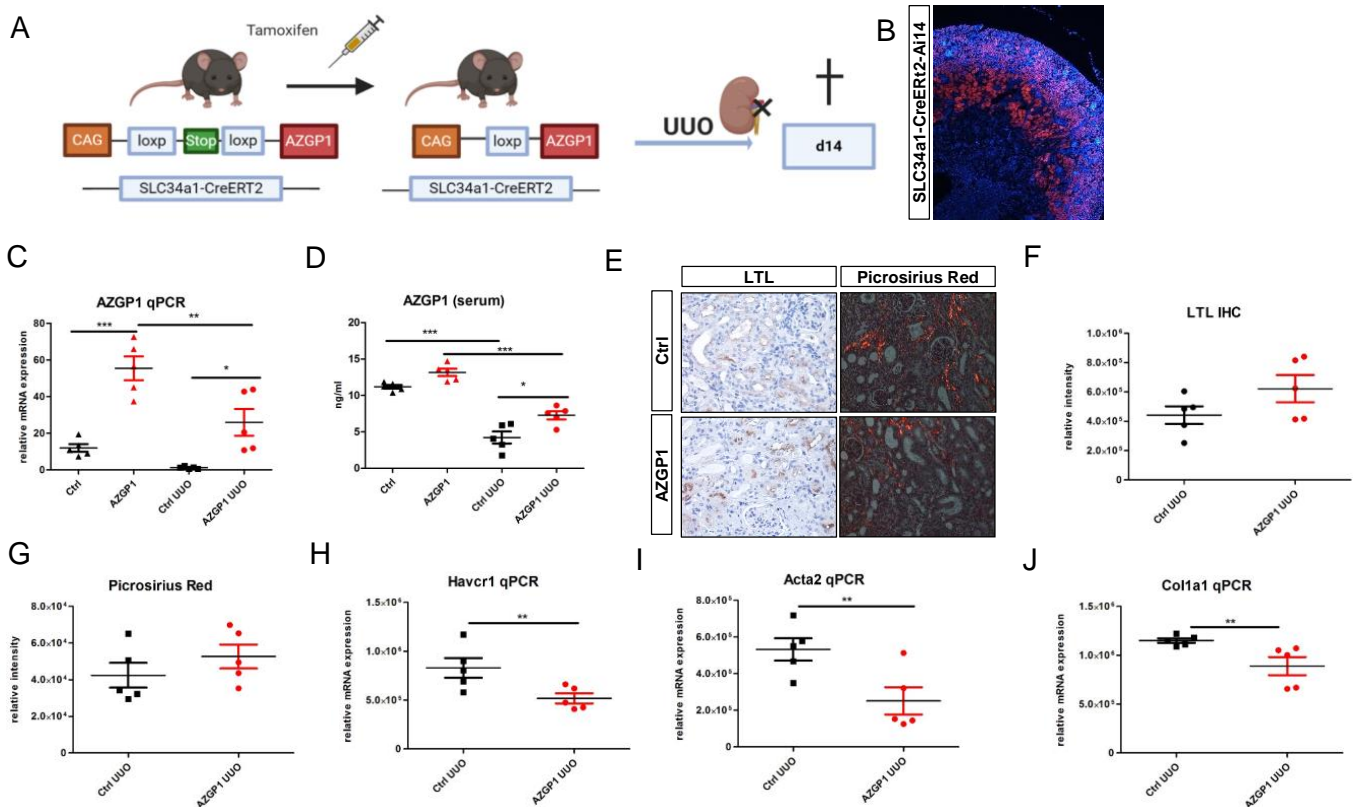 A
Tamoxifen
CAG
loxp
Stop
loxp
AZGP1
SLC34a1-CreERT2
CAG
loxp
AZGP1
SLC34a1-CreERT2
UUO
d14
B
SLC34a1-CreERt2-Ai14
C
AZGP1 qPCR
relative mRNA expression
80
60
40
20
0
***
**
*
Ctrl
AZGP1
Ctrl UUO
AZGP1 UUO
D
AZGP1 (serum)
ng/ml
20
15
10
5
0
***
***
*
Ctrl
AZGP1
Ctrl UUO
AZGP1 UUO
E
LTL
Picrosirius Red
Ctrl
AZGP1
F
LTL IHC
relative intensity
1.0×10⁶
8.0×10⁵
6.0×10⁵
4.0×10⁵
2.0×10⁵
0
Ctrl UUO
AZGP1 UUO
G
Picrosirius Red
relative intensity
8.0×10⁴
6.0×10⁴
4.0×10⁴
2.0×10⁴
0
Ctrl UUO
AZGP1 UUO
H
Havcr1 qPCR
relative mRNA expression
1.5×10⁶
1.0×10⁶
5.0×10⁵
0
**
Ctrl UUO
AZGP1 UUO
I
Acta2 qPCR
relative mRNA expression
8.0×10⁵
6.0×10⁵
4.0×10⁵
2.0×10⁵
0
**
Ctrl UUO
AZGP1 UUO
J
Col1a1 qPCR
relative mRNA expression
1.5×10⁶
1.0×10⁶
5.0×10⁵
0
**
Ctrl UUO
AZGP1 UUO